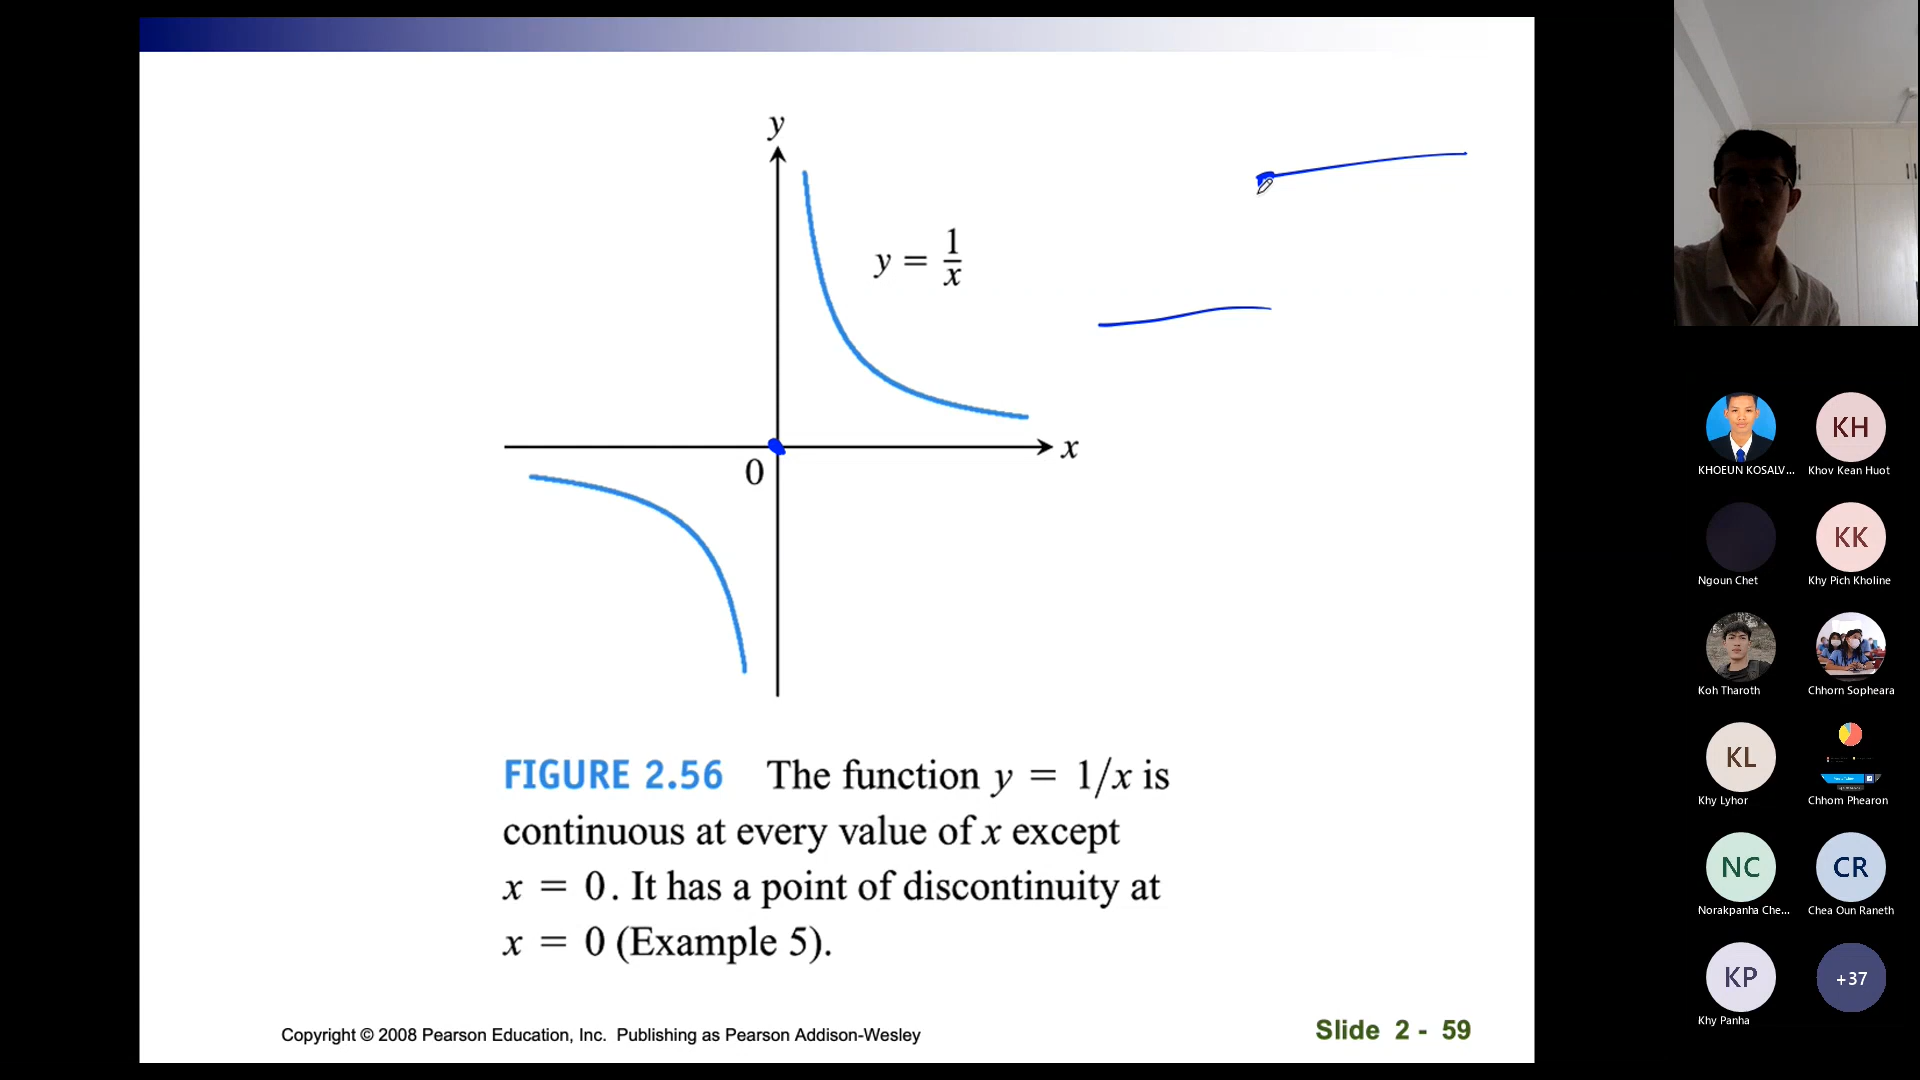 y
y = 1/x
x
0
FIGURE 2.56 The function y = 1/x is
continuous at every value of x except
x = 0. It has a point of discontinuity at
x = 0 (Example 5).
Copyright © 2008 Pearson Education, Inc. Publishing as Pearson Addison-Wesley
Slide 2 - 59
KHOEUN KOSALV...
KH
Khov Kean Huot
Ngoun Chet
KK
Khy Pich Kholine
Koh Tharoth
Chhorn Sopheara
KL
Khy Lyhor
Chhom Phearon
NC
Norakpanha Che...
CR
Chea Oun Raneth
KP
Khy Panha
+37